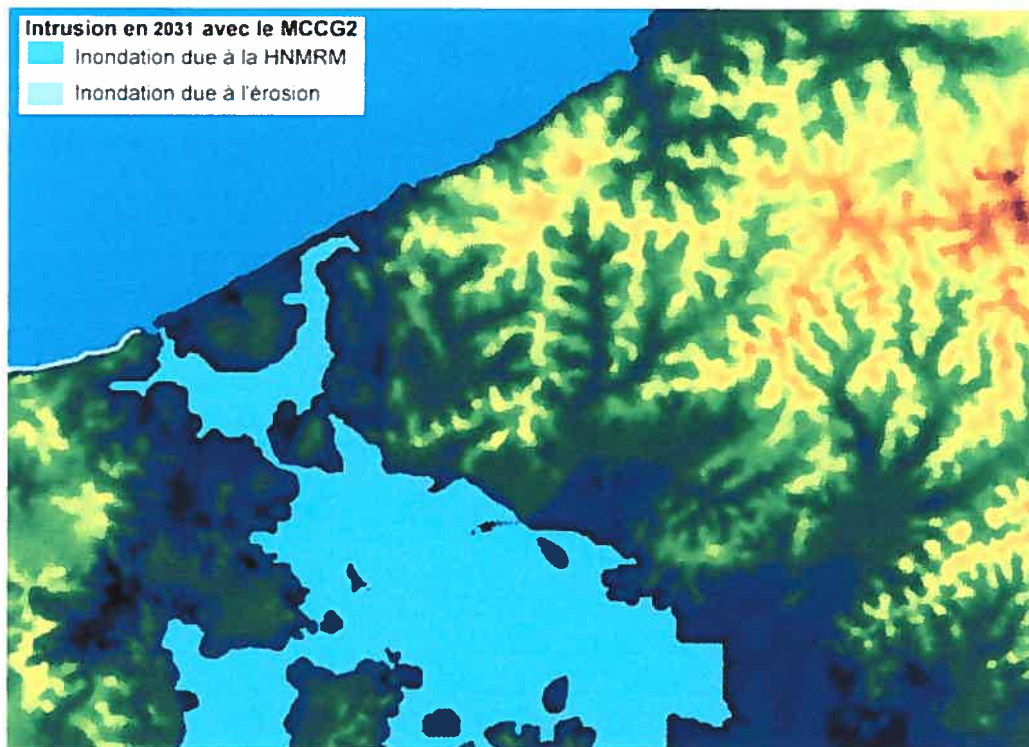 Intrusion en 2031 avec le MCCG2
Inondation due à la HNMRM
Inondation due à l'érosion